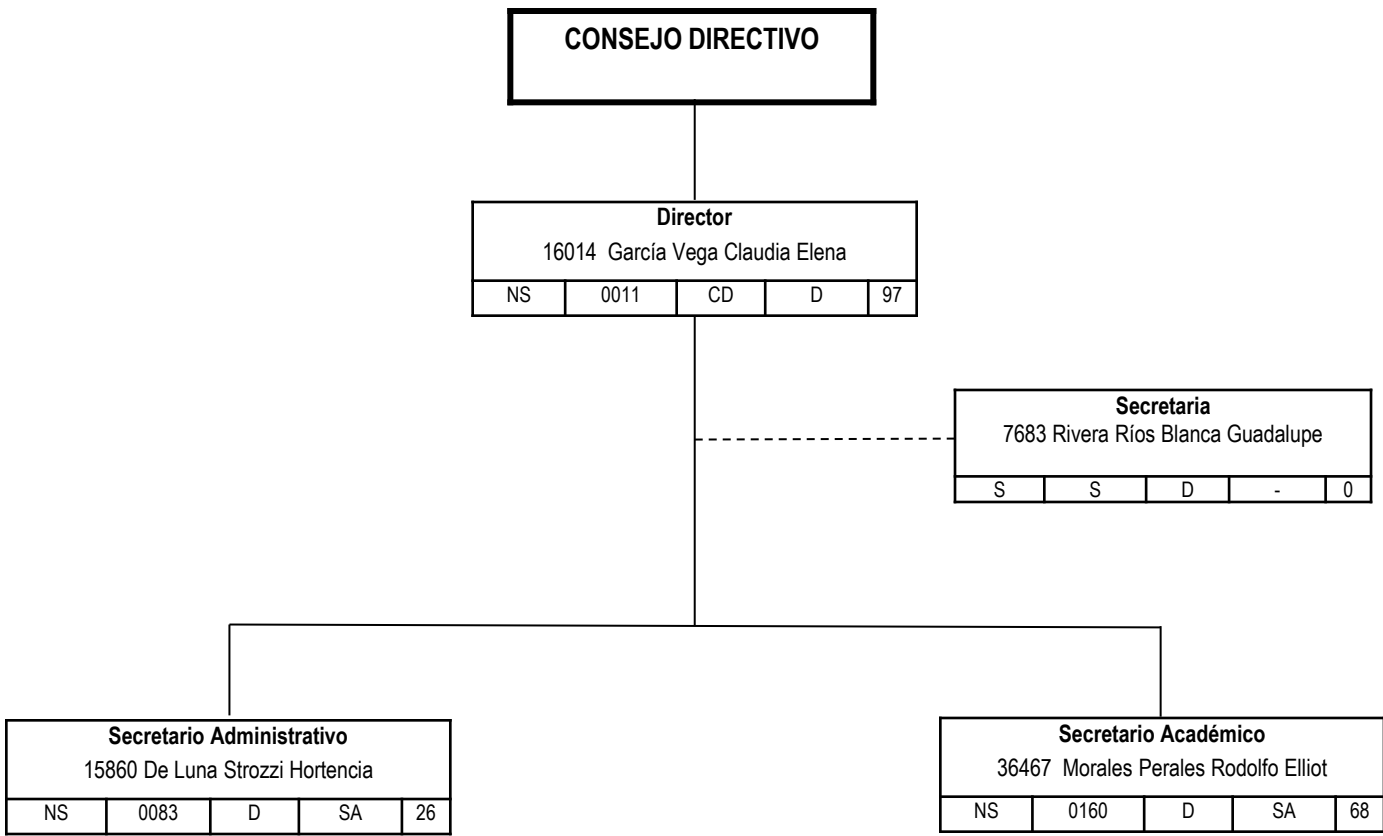 CONSEJO DIRECTIVO
Director
16014 García Vega Claudia Elena
NS 0011 CD D 97
Secretaria
7683 Rivera Ríos Blanca Guadalupe
S S D - 0
Secretario Administrativo
15860 De Luna Strozzi Hortencia
NS 0083 D SA 26
Secretario Académico
36467 Morales Perales Rodolfo Elliot
NS 0160 D SA 68